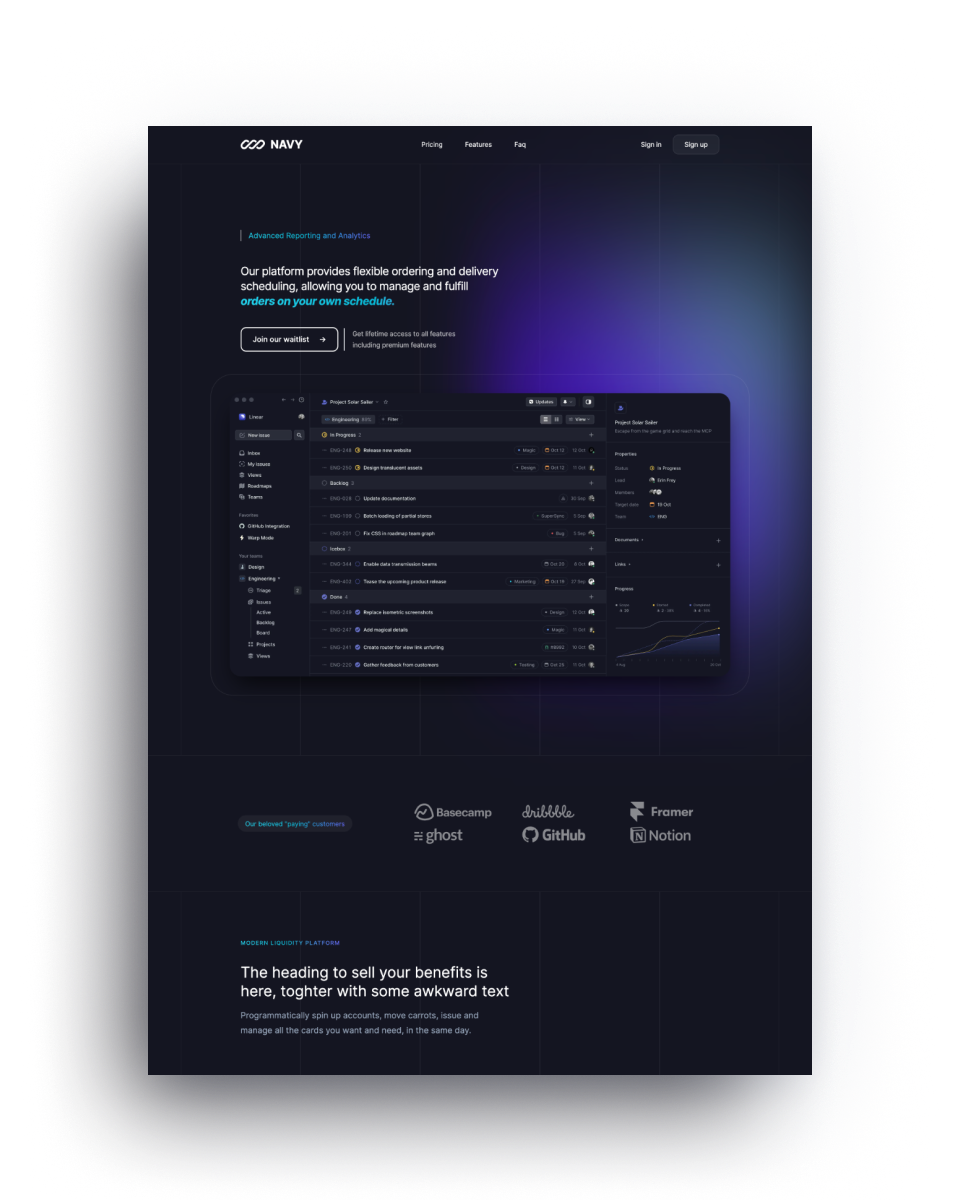 NAVY
Pricing Features Faq
Sign in Sign up
Advanced Reporting and Analytics
Our platform provides flexible ordering and delivery
scheduling, allowing you to manage and fulfill
orders on your own schedule.
Join our waitlist →
Get lifetime access to all features
including premium features
Linear
New issue
Inbox
My issues
Views
Roadmaps
Teams
Favorites
GitHub Integration
Warp Mode
Your teams
Design
Engineering
Triage
Issues
Active
Backlog
Board
Projects
Views
Project Solar Sailer
Updates
Engineering
Filter
View
In Progress 2
ENG-248 Release new website Magic Oct 12 12 Oct
ENG-250 Design translucent assets Design Oct 12 11
Backlog 3
ENG-028 Update documentation 30 Sep
ENG-159 Batch loading of partial stores SuperSync 3 Sep
ENG-231 Fix CSS in roadmap team graph Bug 5 Sep
Icebox 2
ENG-344 Enable data transmission beams Oct 20 8 Oct
ENG-402 Tease the upcoming product release Marketing Oct 19 27 Sep
Done 4
ENG-249 Replace isometric screenshots Design 12 Oct
ENG-247 Add magical details Magic 11 Oct
ENG-241 Create router for view link unfurling 10 Oct
ENG-220 Gather feedback from customers Testing Oct 20 11 Oct
Project Solar Sailer
Escape from the game grid and reach the MCP
Properties
Status In Progress
Lead Erin Frey
Members
Target date 19 Oct
Team ENG
Documents
Links
Progress
Our beloved "paying" customers
Basecamp dribbble Framer
ghost GitHub Notion
MODERN LIQUIDITY PLATFORM
The heading to sell your benefits is
here, toghter with some awkward text
Programmatically spin up accounts, move carrots, issue and
manage all the cards you want and need, in the same day.